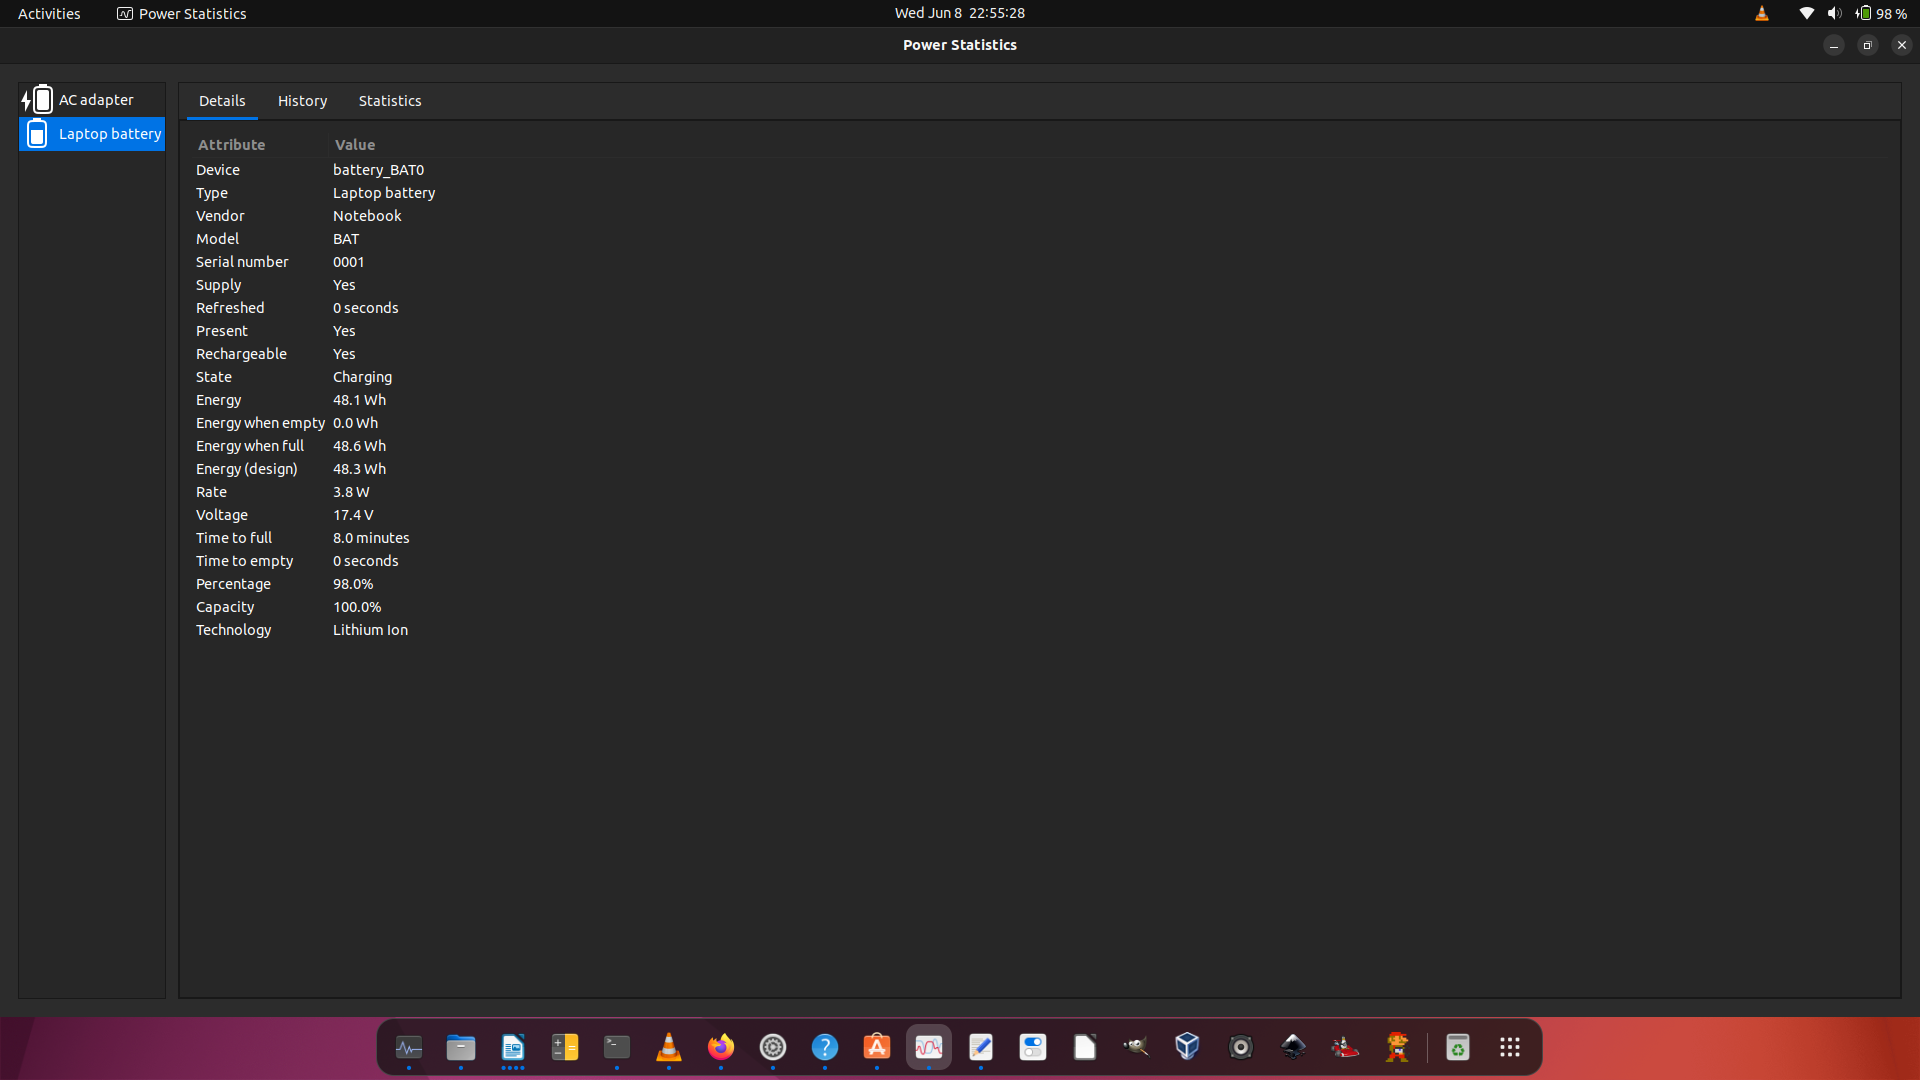 Activities Power Statistics Wed Jun 8 22:55:28 98 %
Power Statistics
AC adapter
Laptop battery
Details History Statistics
Attribute Value
Device battery_BAT0
Type Laptop battery
Vendor Notebook
Model BAT
Serial number 0001
Supply Yes
Refreshed 0 seconds
Present Yes
Rechargeable Yes
State Charging
Energy 48.1 Wh
Energy when empty 0.0 Wh
Energy when full 48.6 Wh
Energy (design) 48.3 Wh
Rate 3.8 W
Voltage 17.4 V
Time to full 8.0 minutes
Time to empty 0 seconds
Percentage 98.0%
Capacity 100.0%
Technology Lithium Ion